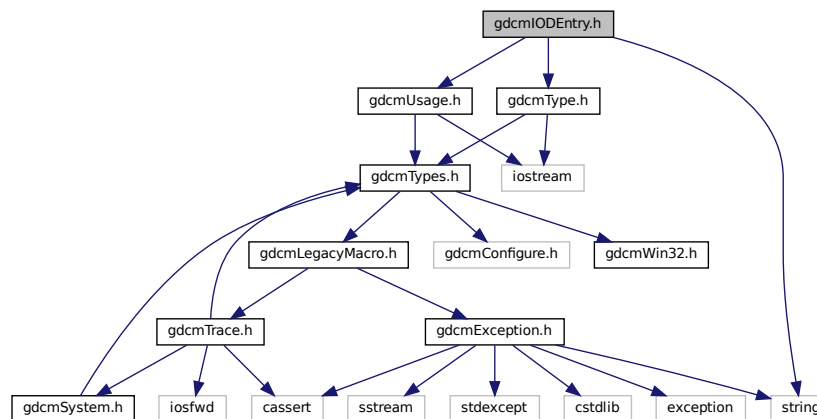 gdcmIODEntry.h
gdcmUsage.h
gdcmType.h
gdcmTypes.h
iostream
gdcmLegacyMacro.h
gdcmConfigure.h
gdcmWin32.h
gdcmTrace.h
gdcmException.h
gdcmSystem.h
iosfwd
cassert
sstream
stdexcept
cstdlib
exception
string